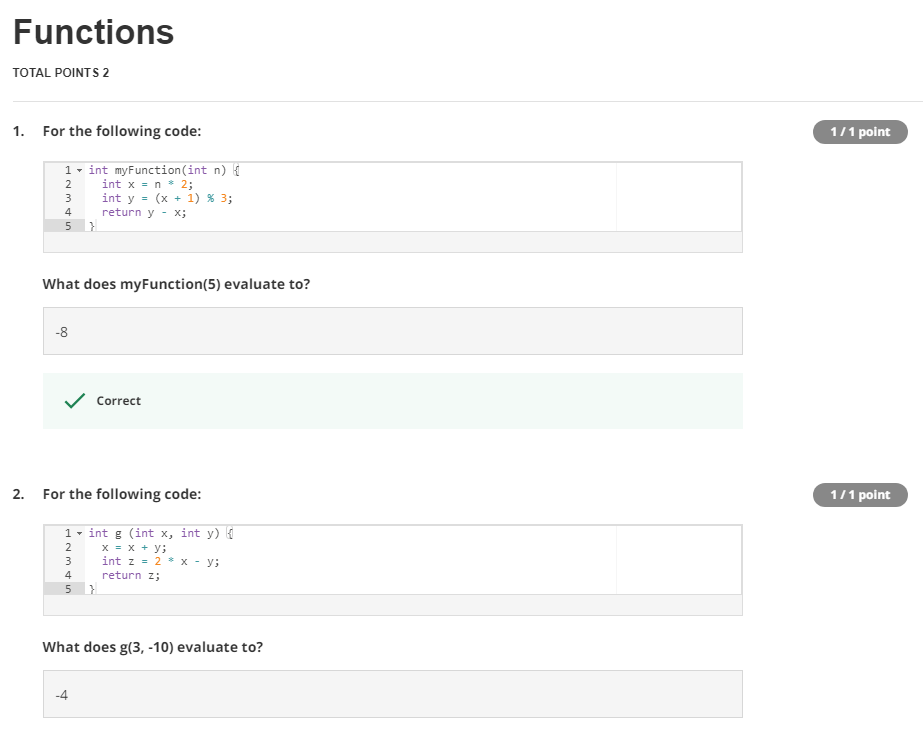 Functions
TOTAL POINTS 2
1. For the following code:
1 / 1 point
1 int myFunction(int n) {
2 int x = n * 2;
3 int y = (x + 1) % 3;
4 return y - x;
5 }
What does myFunction(5) evaluate to?
-8
Correct
2. For the following code:
1 / 1 point
1 int g (int x, int y) {
2 x = x + y;
3 int z = 2 * x - y;
4 return z;
5 }
What does g(3, -10) evaluate to?
-4